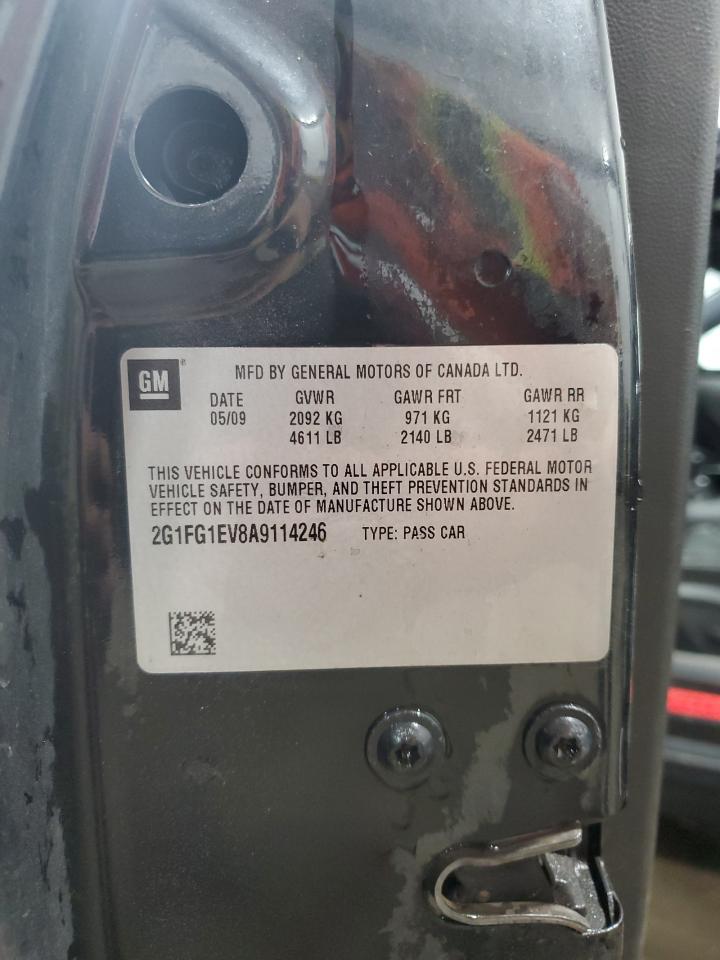 GM ®
MFD BY GENERAL MOTORS OF CANADA LTD.
DATE GVWR GAWR FRT GAWR RR
05/09 2092 KG 971 KG 1121 KG
4611 LB 2140 LB 2471 LB
THIS VEHICLE CONFORMS TO ALL APPLICABLE U.S. FEDERAL MOTOR
VEHICLE SAFETY, BUMPER, AND THEFT PREVENTION STANDARDS IN
EFFECT ON THE DATE OF MANUFACTURE SHOWN ABOVE.
2G1FG1EV8A9114246 TYPE: PASS CAR